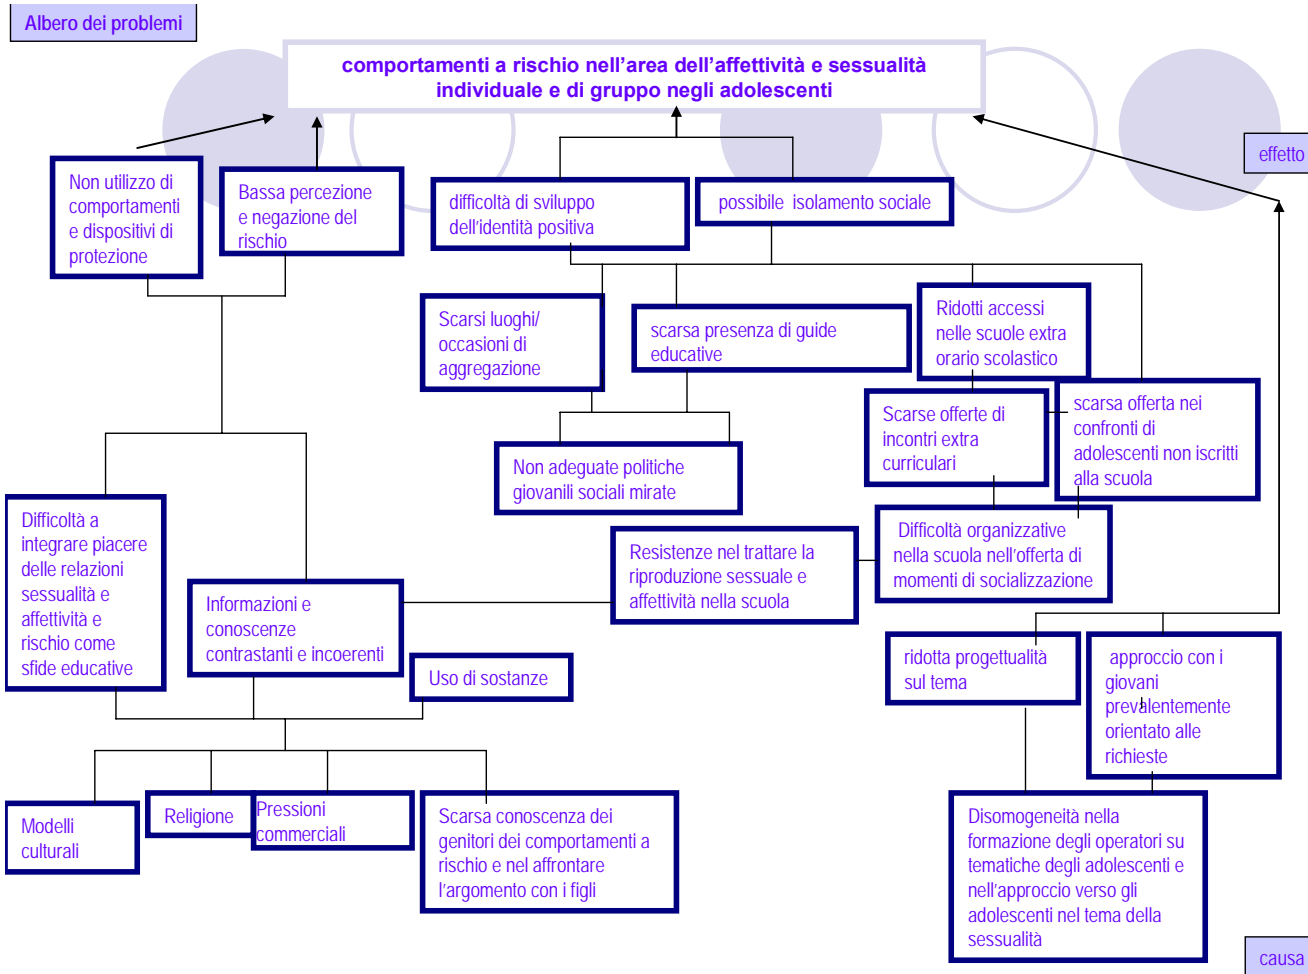 Albero dei problemi
comportamenti a rischio nell'area dell'affettività e sessualità
individuale e di gruppo negli adolescenti
effetto
Non utilizzo di
comportamenti
e dispositivi di
protezione
Bassa percezione
e negazione del
rischio
difficoltà di sviluppo
dell'identità positiva
possibile isolamento sociale
Scarsi luoghi/
occasioni di
aggregazione
scarsa presenza di guide
educative
Ridotti accessi
nelle scuole extra
orario scolastico
Scarse offerte di
incontri extra
curriculari
scarsa offerta nei
confronti di
adolescenti non iscritti
alla scuola
Non adeguate politiche
giovanili sociali mirate
Difficoltà a
integrare piacere
delle relazioni
sessualità e
affettività e
rischio come
sfide educative
Informazioni e
conoscenze
contrastanti e incoerenti
Resistenze nel trattare la
riproduzione sessuale e
affettività nella scuola
Difficoltà organizzative
nella scuola nell'offerta di
momenti di socializzazione
Uso di sostanze
ridotta progettualità
sul tema
approccio con i
giovani
prevalentemente
orientato alle
richieste
Modelli
culturali
Religione
Pressioni
commerciali
Scarsa conoscenza dei
genitori dei comportamenti a
rischio e nel affrontare
l'argomento con i figli
Disomogeneità nella
formazione degli operatori su
tematiche degli adolescenti e
nell'approccio verso gli
adolescenti nel tema della
sessualità
causa